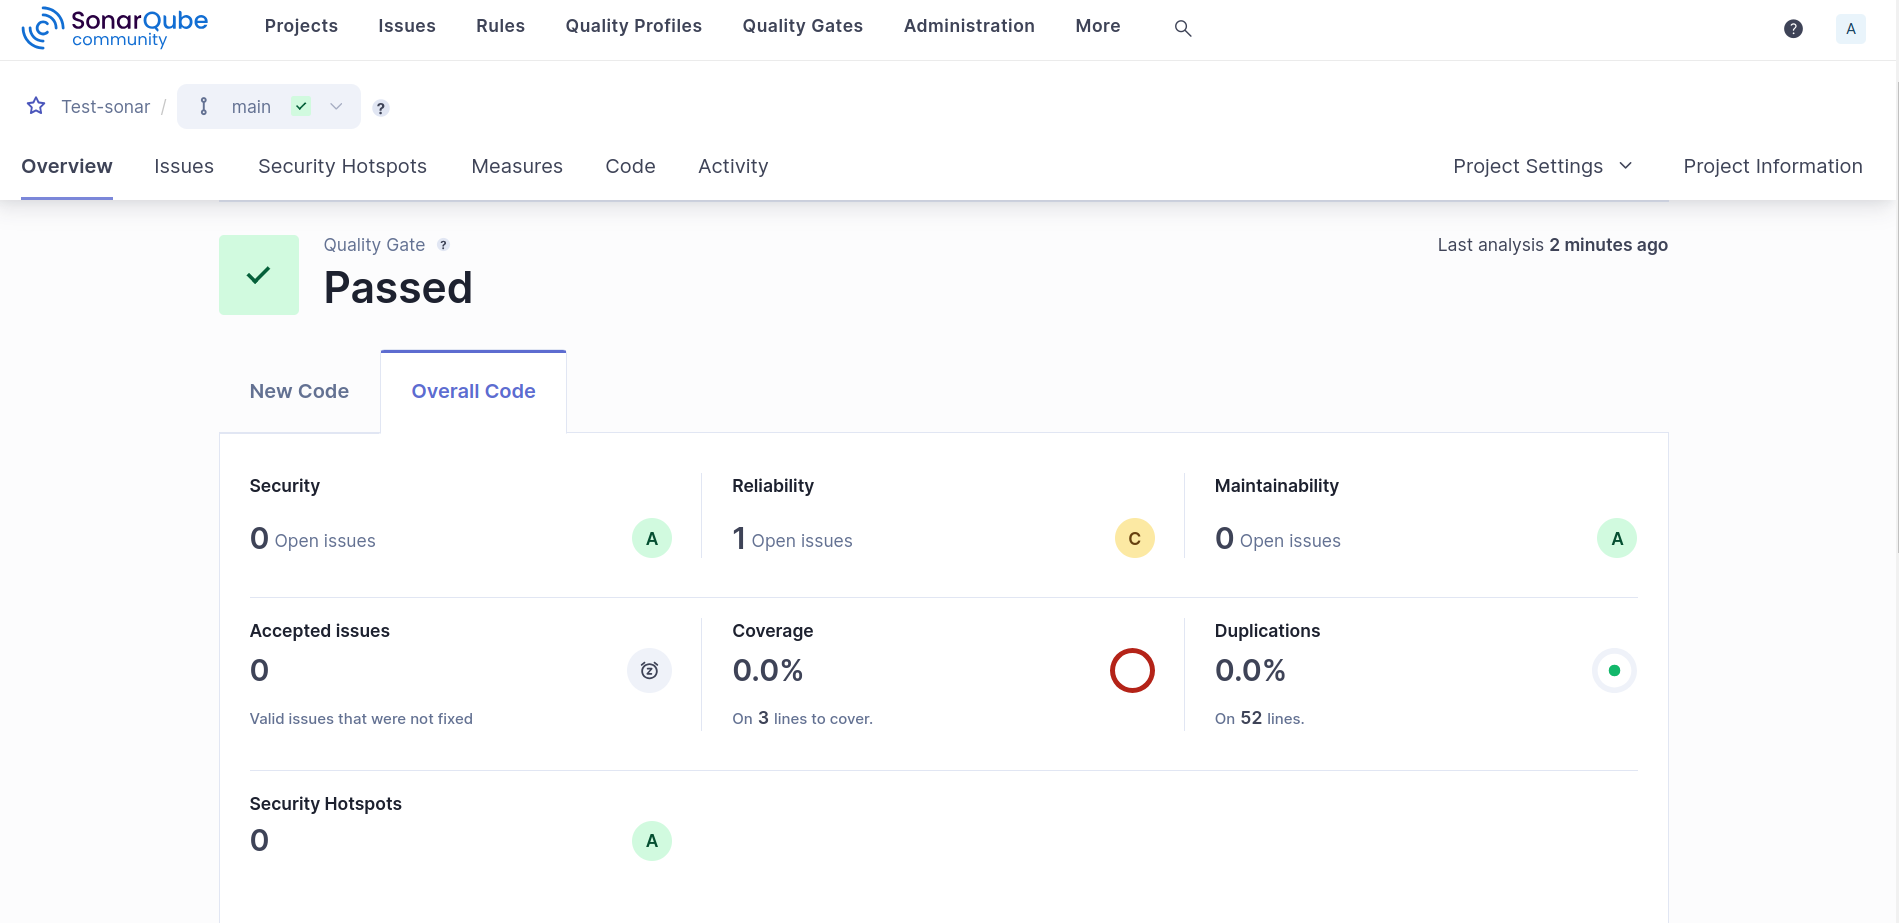 SonarQube community
Projects Issues Rules Quality Profiles Quality Gates Administration More ? A
Test-sonar / main ?
Overview Issues Security Hotspots Measures Code Activity Project Settings Project Information
Quality Gate ? Last analysis 2 minutes ago
Passed
New Code Overall Code
Security Reliability Maintainability
0 Open issues A 1 Open issues C 0 Open issues A
Accepted issues Coverage Duplications
0 z 0.0% 0.0%
Valid issues that were not fixed On 3 lines to cover. On 52 lines.
Security Hotspots
0 A